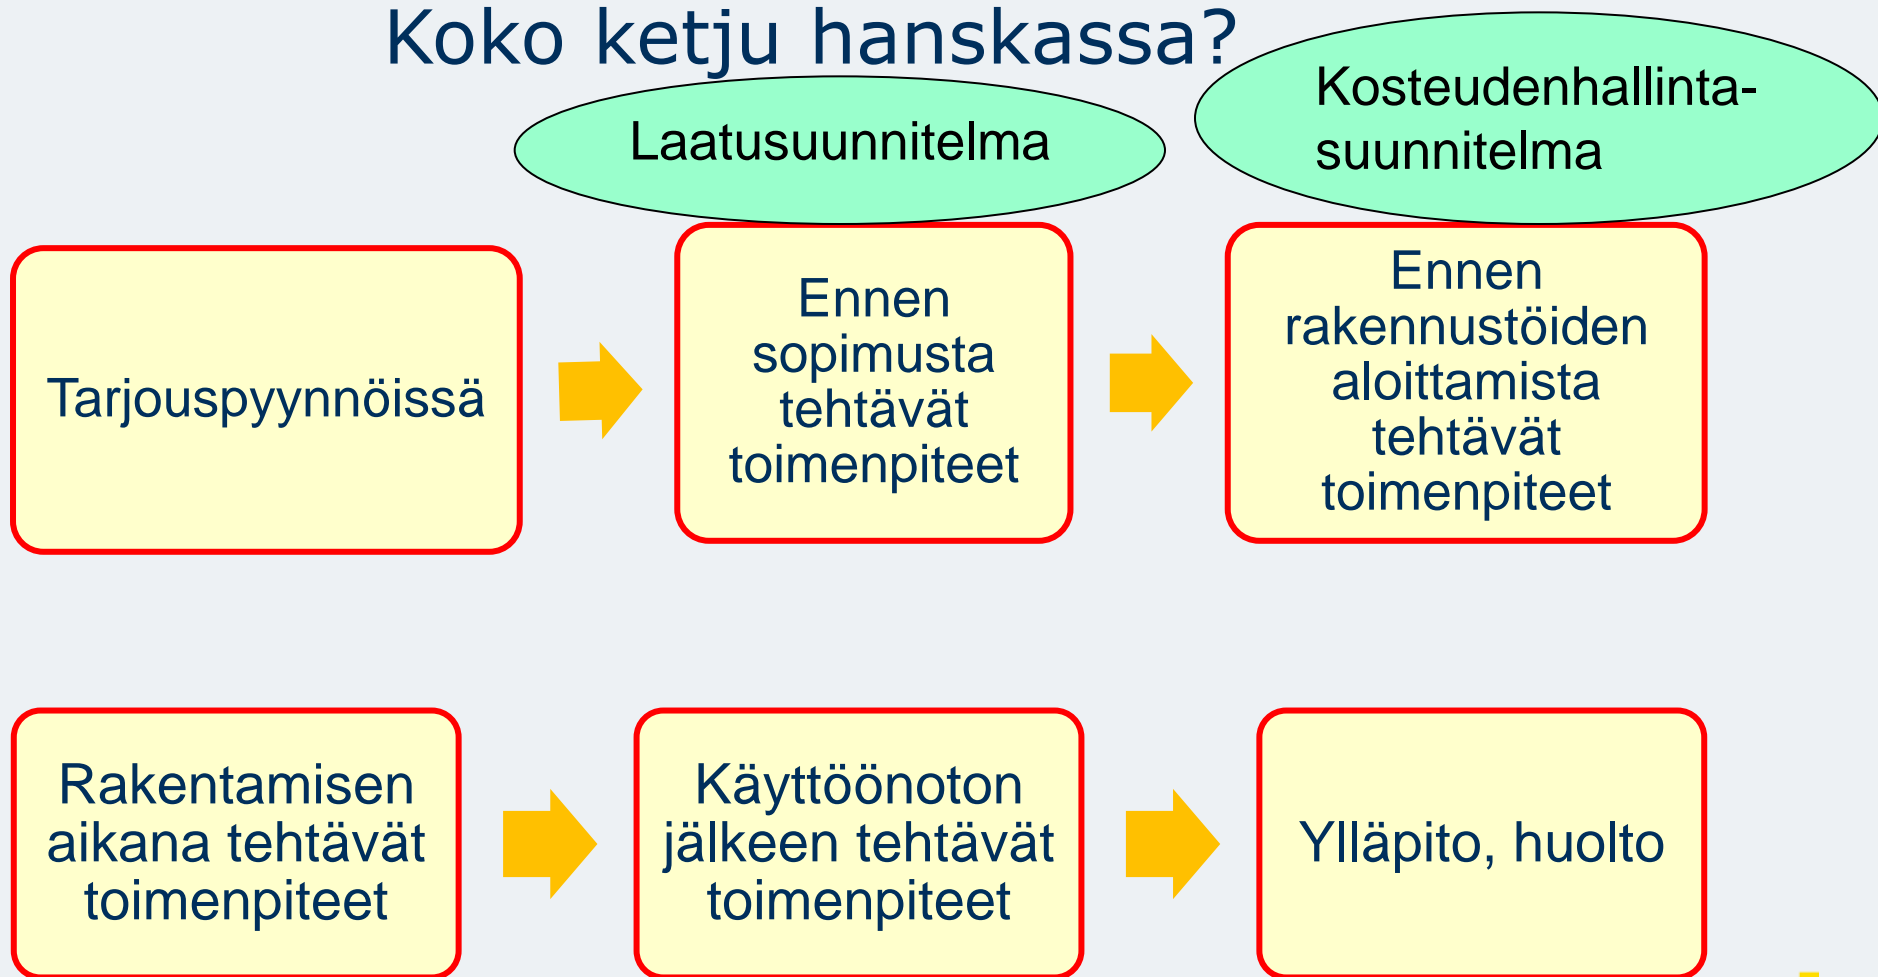 Koko ketju hanskassa?
Laatusuunnitelma
Kosteudenhallinta-
suunnitelma
Tarjouspyynnöissä
Ennen
sopimusta
tehtävät
toimenpiteet
Ennen
rakennustöiden
aloittamista
tehtävät
toimenpiteet
Rakentamisen
aikana tehtävät
toimenpiteet
Käyttöönoton
jälkeen tehtävät
toimenpiteet
Ylläpito, huolto